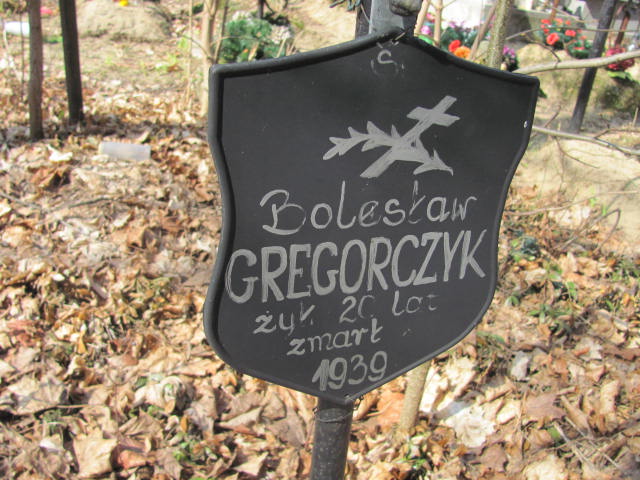 Ś
Bolesław
GREGORCZYK
żył. 20 lat
zmarł
1939